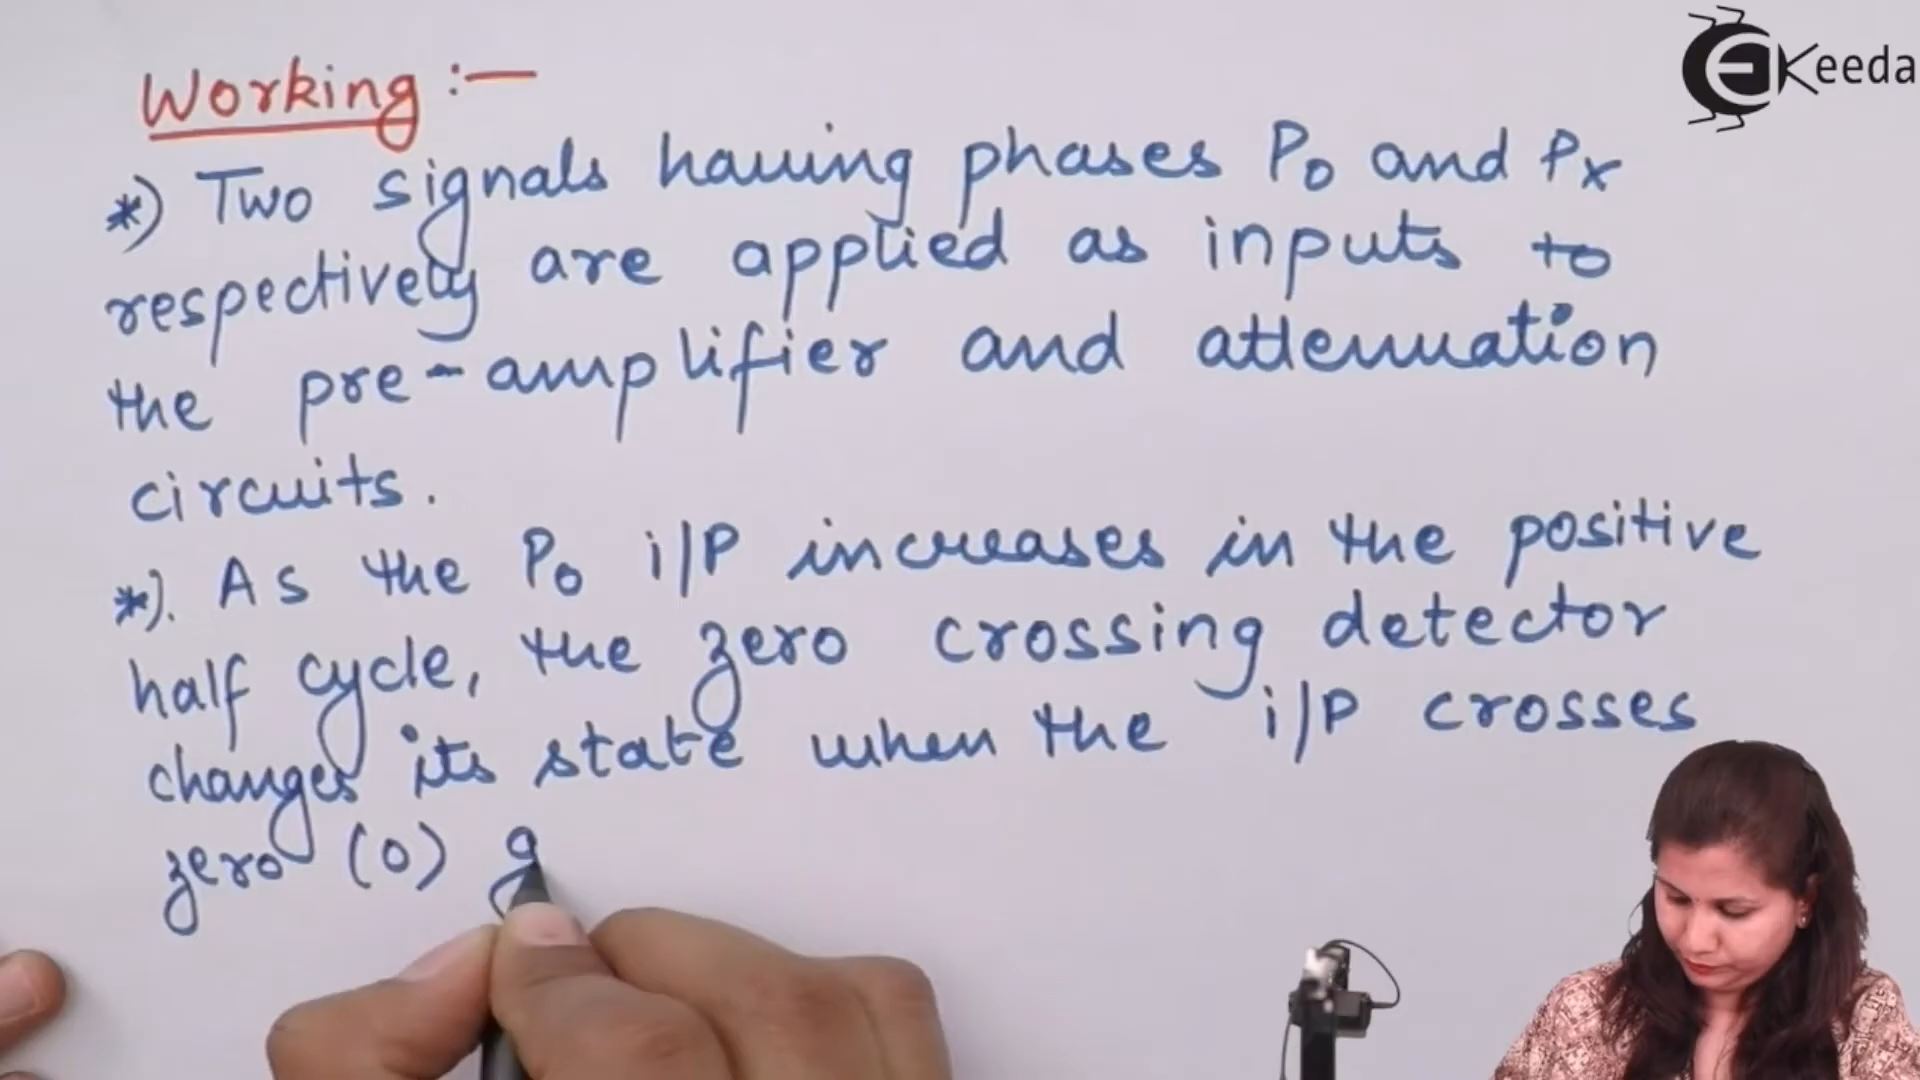 Working :-
*) Two signals having phases P0 and Px
respectively are applied as inputs to
the pre-amplifier and attenuation
circuits.
*). As the P0 i/P increases in the positive
half cycle, the zero crossing detector
changes its state when the i/P crosses
zero (0) g
EKeeda